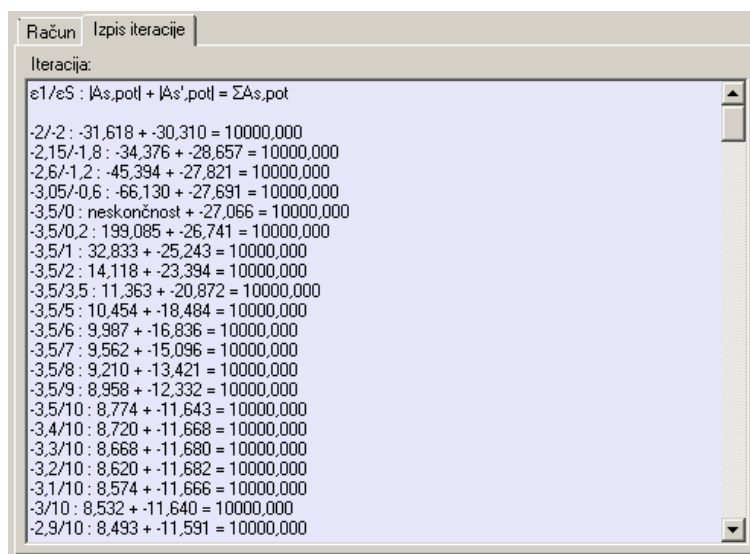 Račun Izpis iteracije
Iteracija:
ε1/εS : |As,pot| + |As',pot| = ΣAs,pot
-2/-2 : -31,618 + -30,310 = 10000,000
-2,15/-1,8 : -34,376 + -28,657 = 10000,000
-2,6/-1,2 : -45,394 + -27,821 = 10000,000
-3,05/-0,6 : -66,130 + -27,691 = 10000,000
-3,5/0 : neskončnost + -27,066 = 10000,000
-3,5/0,2 : 199,085 + -26,741 = 10000,000
-3,5/1 : 32,833 + -25,243 = 10000,000
-3,5/2 : 14,118 + -23,394 = 10000,000
-3,5/3,5 : 11,363 + -20,872 = 10000,000
-3,5/5 : 10,454 + -18,484 = 10000,000
-3,5/6 : 9,987 + -16,836 = 10000,000
-3,5/7 : 9,562 + -15,096 = 10000,000
-3,5/8 : 9,210 + -13,421 = 10000,000
-3,5/9 : 8,958 + -12,332 = 10000,000
-3,5/10 : 8,774 + -11,643 = 10000,000
-3,4/10 : 8,720 + -11,668 = 10000,000
-3,3/10 : 8,668 + -11,680 = 10000,000
-3,2/10 : 8,620 + -11,682 = 10000,000
-3,1/10 : 8,574 + -11,666 = 10000,000
-3/10 : 8,532 + -11,640 = 10000,000
-2,9/10 : 8,493 + -11,591 = 10000,000